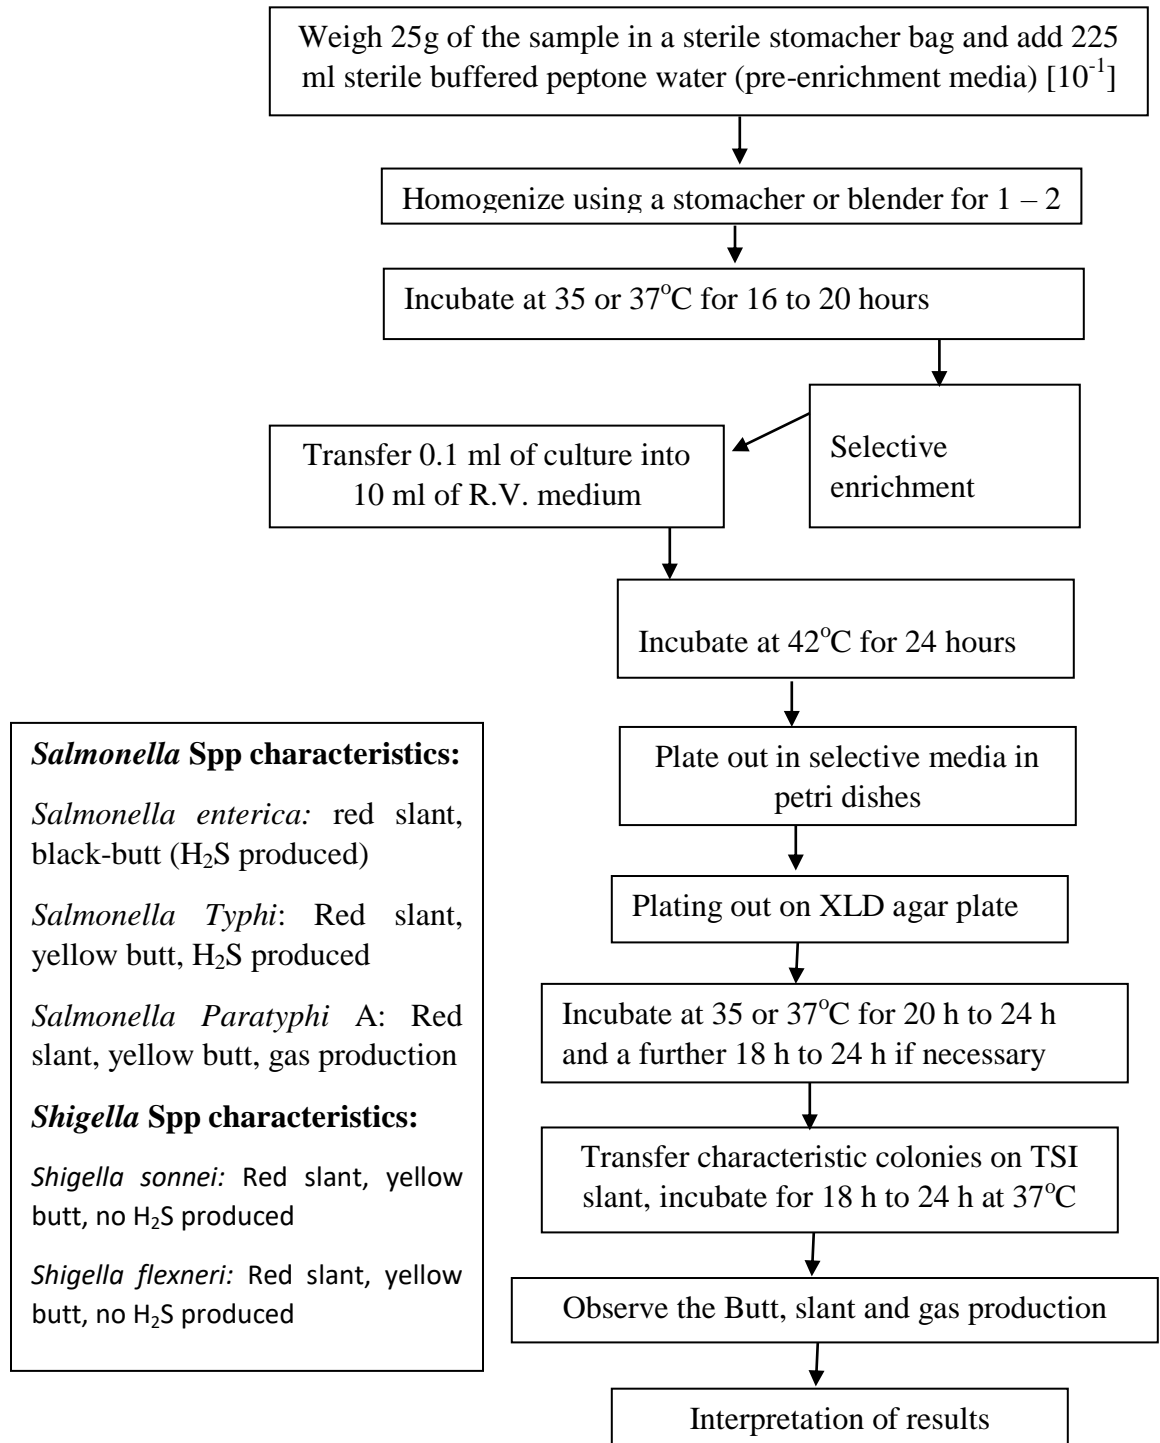 Weigh 25g of the sample in a sterile stomacher bag and add 225
ml sterile buffered peptone water (pre-enrichment media) [10⁻¹]
Homogenize using a stomacher or blender for 1 – 2
Incubate at 35 or 37°C for 16 to 20 hours
Selective
enrichment
Transfer 0.1 ml of culture into
10 ml of R.V. medium
Incubate at 42°C for 24 hours
Plate out in selective media in
petri dishes
Plating out on XLD agar plate
Incubate at 35 or 37°C for 20 h to 24 h
and a further 18 h to 24 h if necessary
Transfer characteristic colonies on TSI
slant, incubate for 18 h to 24 h at 37°C
Observe the Butt, slant and gas production
Interpretation of results
Salmonella Spp characteristics:
Salmonella enterica: red slant,
black-butt (H₂S produced)
Salmonella Typhi: Red slant,
yellow butt, H₂S produced
Salmonella Paratyphi A: Red
slant, yellow butt, gas production
Shigella Spp characteristics:
Shigella sonnei: Red slant, yellow
butt, no H₂S produced
Shigella flexneri: Red slant, yellow
butt, no H₂S produced